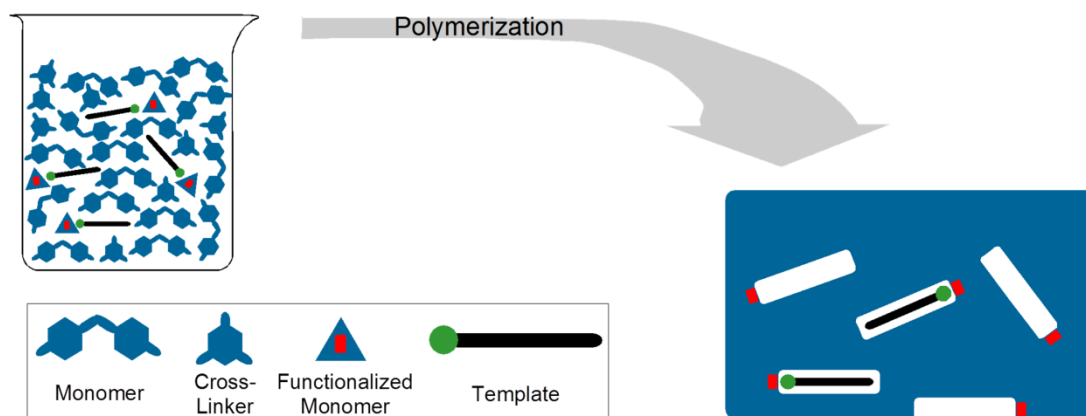 Polymerization
Monomer
Cross-
Linker
Functionalized
Monomer
Template